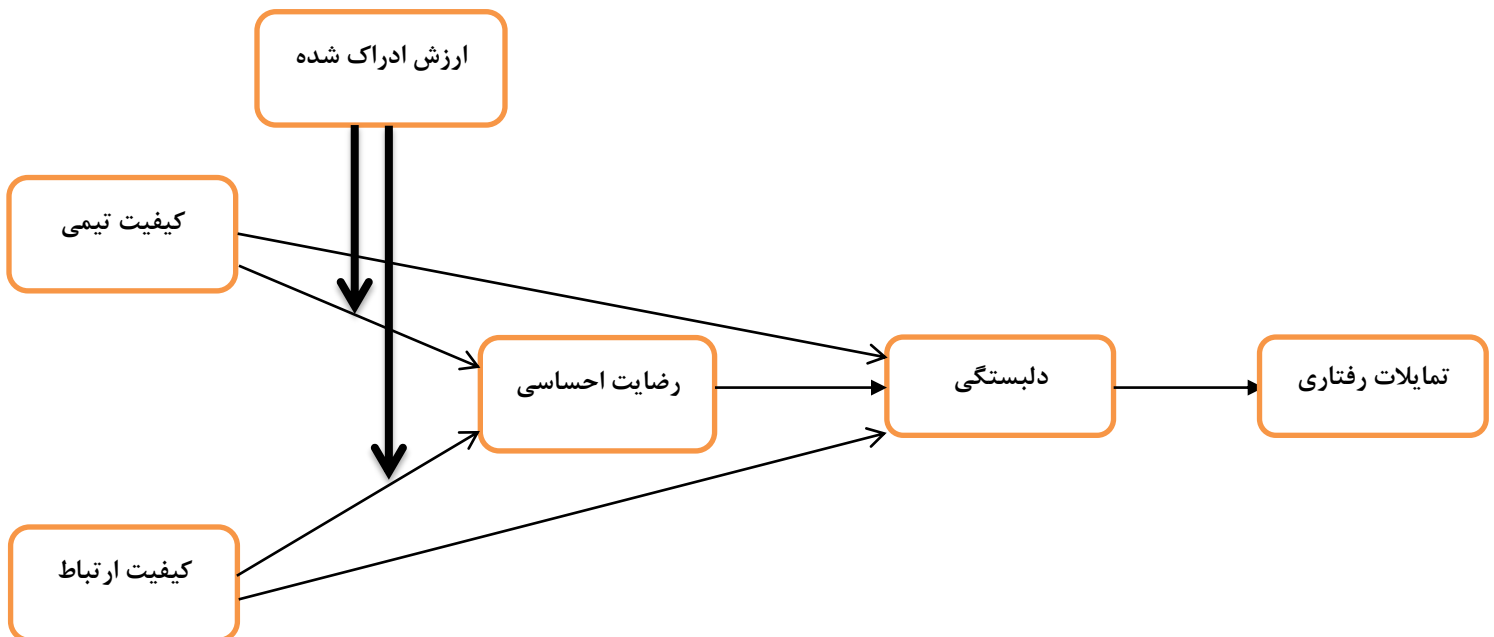 ارزش ادراک شده
کیفیت تیمی
رضایت احساسی
دلبستگی
تمایلات رفتاری
کیفیت ارتباط